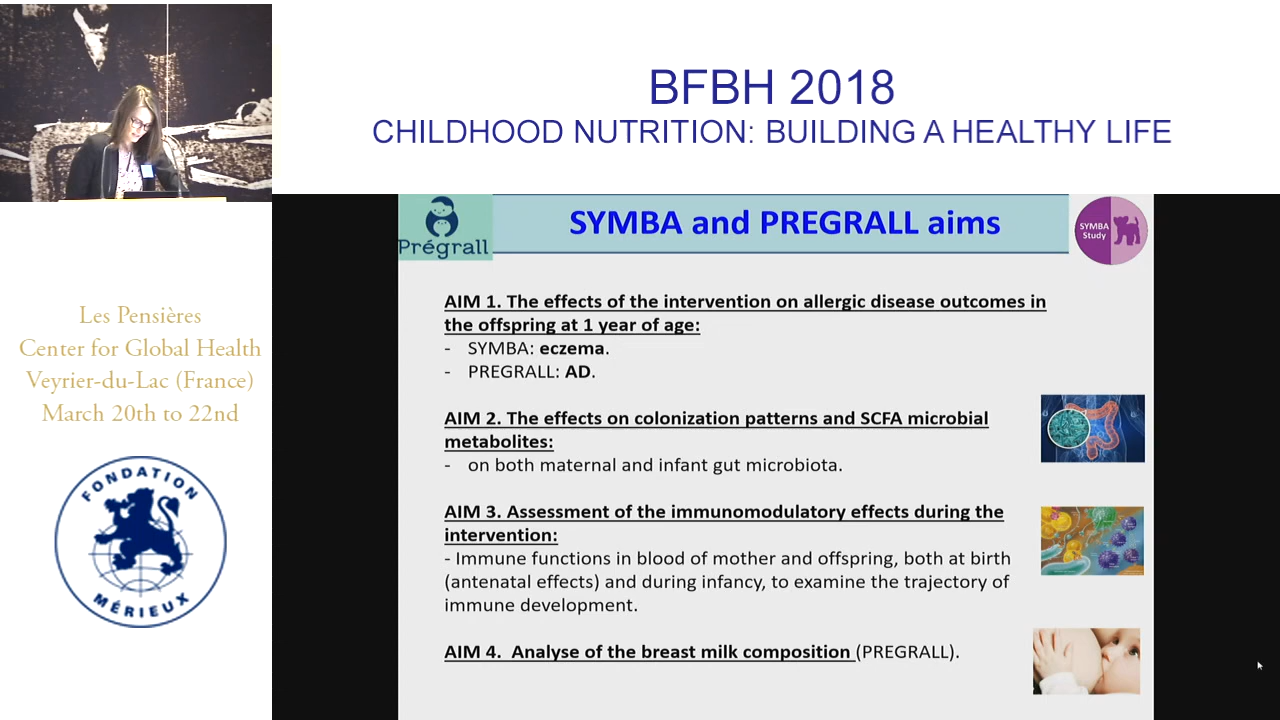 BFBH 2018
CHILDHOOD NUTRITION: BUILDING A HEALTHY LIFE
Les Pensières
Center for Global Health
Veyrier-du-Lac (France)
March 20th to 22nd
FONDATION
MÉRIEUX
Prégrall
SYMBA and PREGRALL aims
SYMBA
Study
AIM 1. The effects of the intervention on allergic disease outcomes in
the offspring at 1 year of age:
- SYMBA: eczema.
- PREGRALL: AD.
AIM 2. The effects on colonization patterns and SCFA microbial
metabolites:
- on both maternal and infant gut microbiota.
AIM 3. Assessment of the immunomodulatory effects during the
intervention:
- Immune functions in blood of mother and offspring, both at birth
(antenatal effects) and during infancy, to examine the trajectory of
immune development.
AIM 4. Analyse of the breast milk composition (PREGRALL).